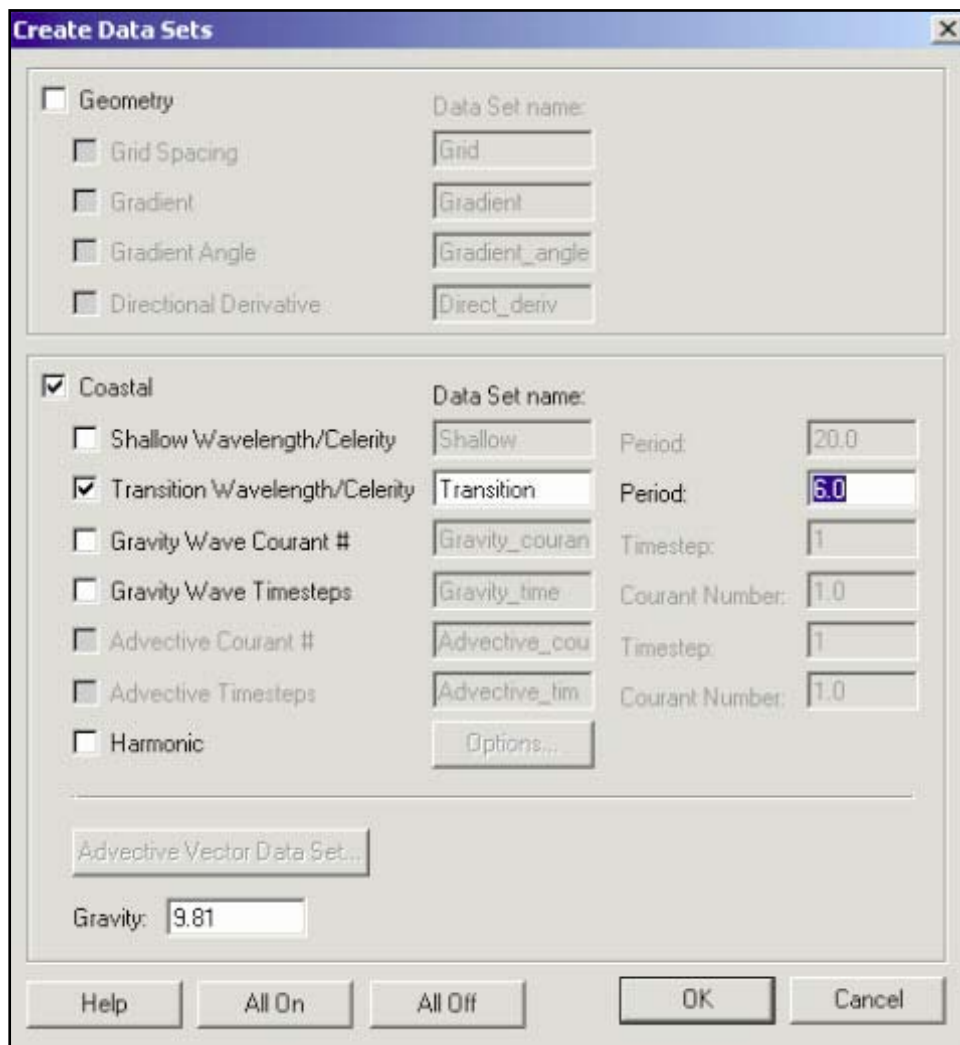 Create Data Sets
Geometry Data Set name:
Grid Spacing Grid
Gradient Gradient
Gradient Angle Gradient_angle
Directional Derivative Direct_deriv
Coastal Data Set name:
Shallow Wavelength/Celerity Shallow Period: 20.0
Transition Wavelength/Celerity Transition Period: 6.0
Gravity Wave Courant # Gravity_couran Timestep: 1
Gravity Wave Timesteps Gravity_time Courant Number: 1.0
Advective Courant # Advective_cou Timestep: 1
Advective Timesteps Advective_tim Courant Number: 1.0
Harmonic Options...
Advective Vector Data Set...
Gravity: 9.81
Help All On All Off OK Cancel